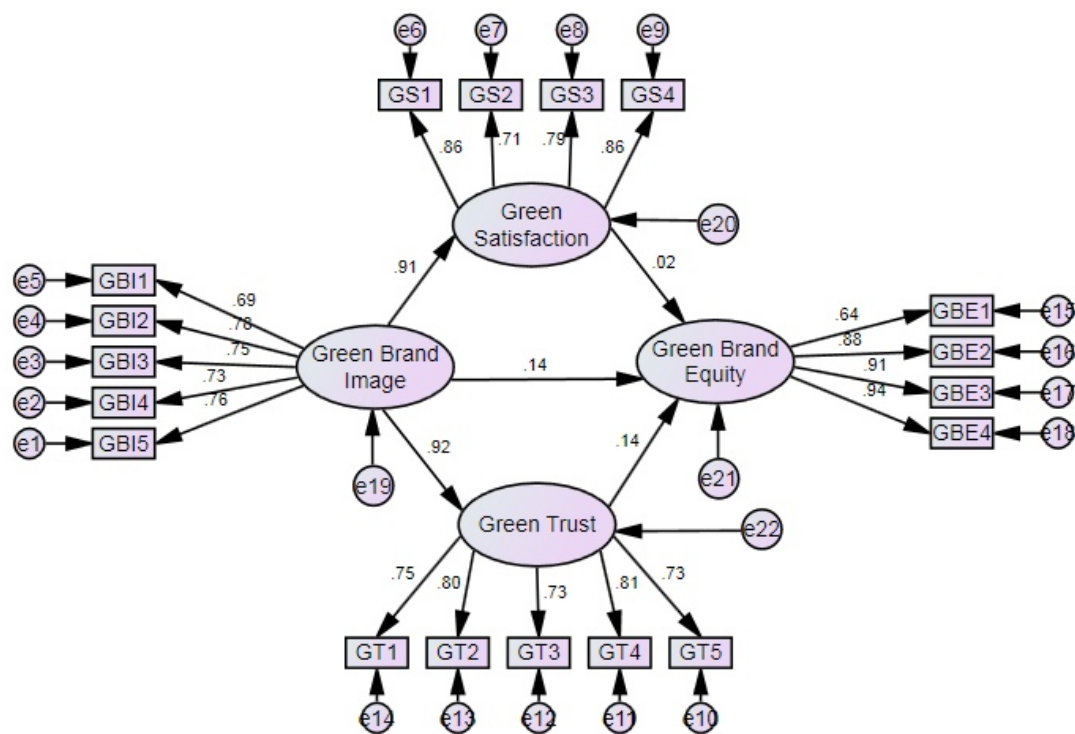 e6 e7 e8 e9
GS1 GS2 GS3 GS4
.86 .71 .79 .86
Green
Satisfaction
e20
.91 .02
e5 GBI1
e4 GBI2
e3 GBI3
e2 GBI4
e1 GBI5
.69
.78
.75
.73
.76
Green Brand
Image
.14
Green Brand
Equity
.64
.88
.91
.94
GBE1 e15
GBE2 e16
GBE3 e17
GBE4 e18
.92 .14
e19
e21
Green Trust
e22
.75 .80 .73 .81 .73
GT1 GT2 GT3 GT4 GT5
e14 e13 e12 e11 e10